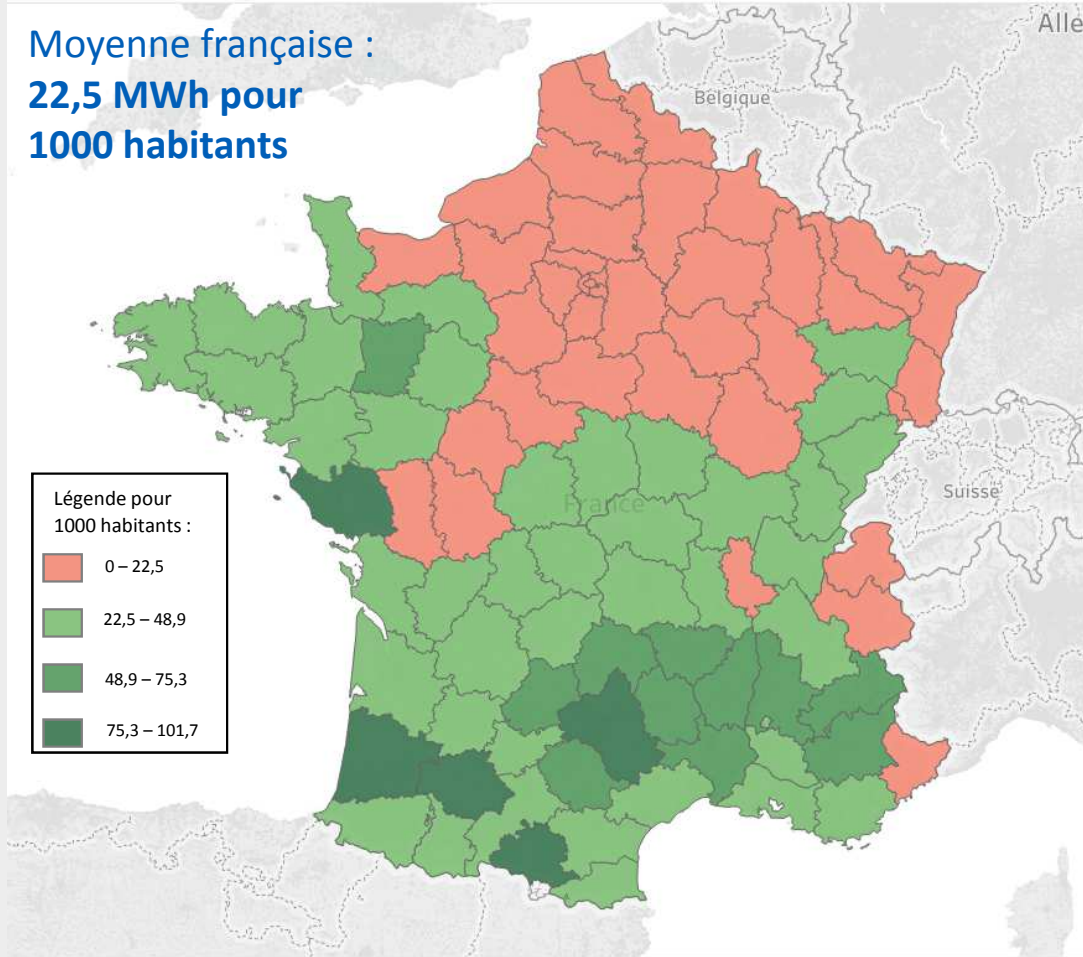 Moyenne française :
22,5 MWh pour
1000 habitants
Alle
Belgique
Légende pour
1000 habitants :
0 – 22,5
22,5 – 48,9
48,9 – 75,3
75,3 – 101,7
France
Suisse